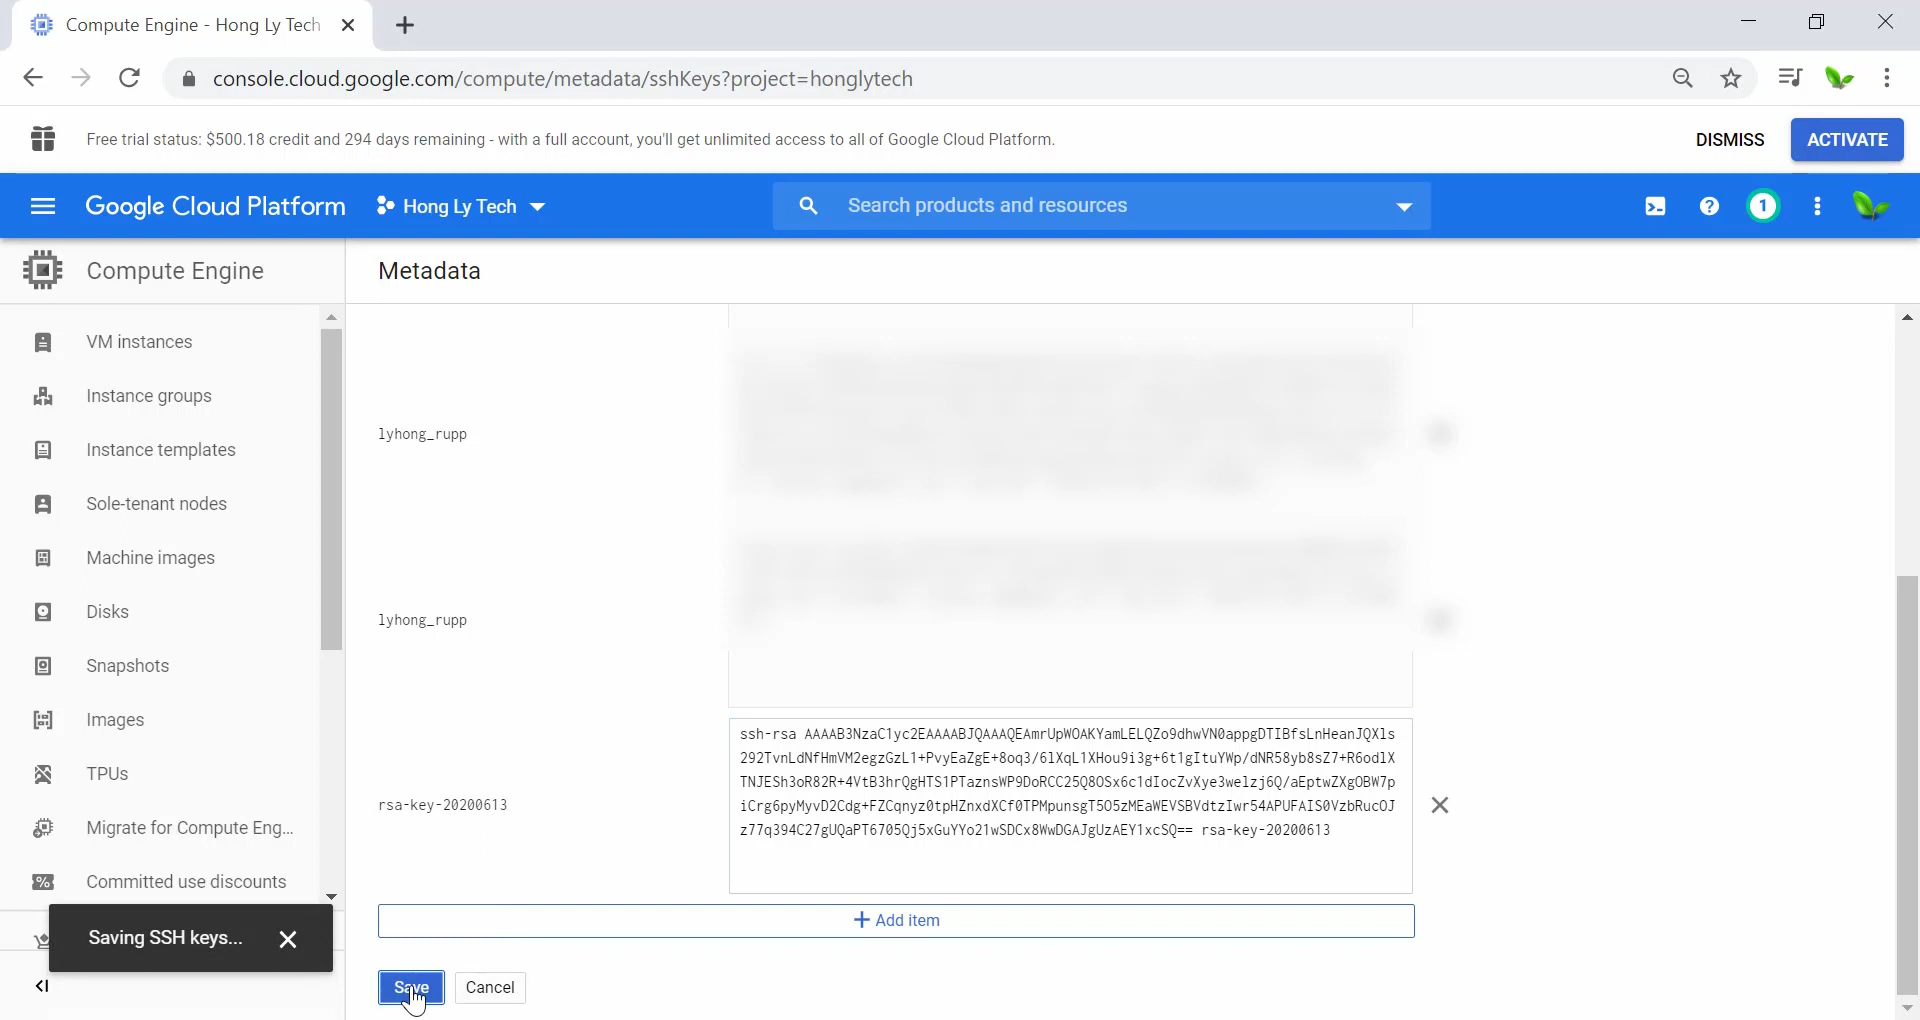 Compute Engine - Hong Ly Tech
console.cloud.google.com/compute/metadata/sshKeys?project=honglytech
Free trial status: $500.18 credit and 294 days remaining - with a full account, you'll get unlimited access to all of Google Cloud Platform.
DISMISS
ACTIVATE
Google Cloud Platform
Hong Ly Tech
Search products and resources
1
Compute Engine
Metadata
VM instances
Instance groups
Instance templates
Sole-tenant nodes
Machine images
Disks
Snapshots
Images
TPUs
Migrate for Compute Eng...
Committed use discounts
Saving SSH keys...
lyhong_rupp
lyhong_rupp
rsa-key-20200613
ssh-rsa AAAAB3NzaC1yc2EAAAABJQAAAQEAmrUpWOAKYamLELQZo9dhwVN0appgDTIBfsLnHeanJQXls
292TvnLdNfHmVM2egzGzL1+PvyEaZgE+8oq3/6lXqL1XHou9i3g+6t1gItuYWp/dNR58yb8sZ7+R6odlX
TNJESh3oR82R+4VtB3hrQgHTS1PTaznsWP9DoRCC25Q8OSx6c1dIocZvXye3welzj6Q/aEptwZXgOBW7p
iCrg6pyMyvD2Cdg+FZCqnyz0tpHZnxdXCf0TPMpunsgT5O5zMEaWEVSBVdtzIwr54APUFAIS0VzbRucOJ
z77q394C27gUQaPT6705Qj5xGuYYo21wSDCx8WwDGAJgUzAEY1xcSQ== rsa-key-20200613
Add item
Save
Cancel